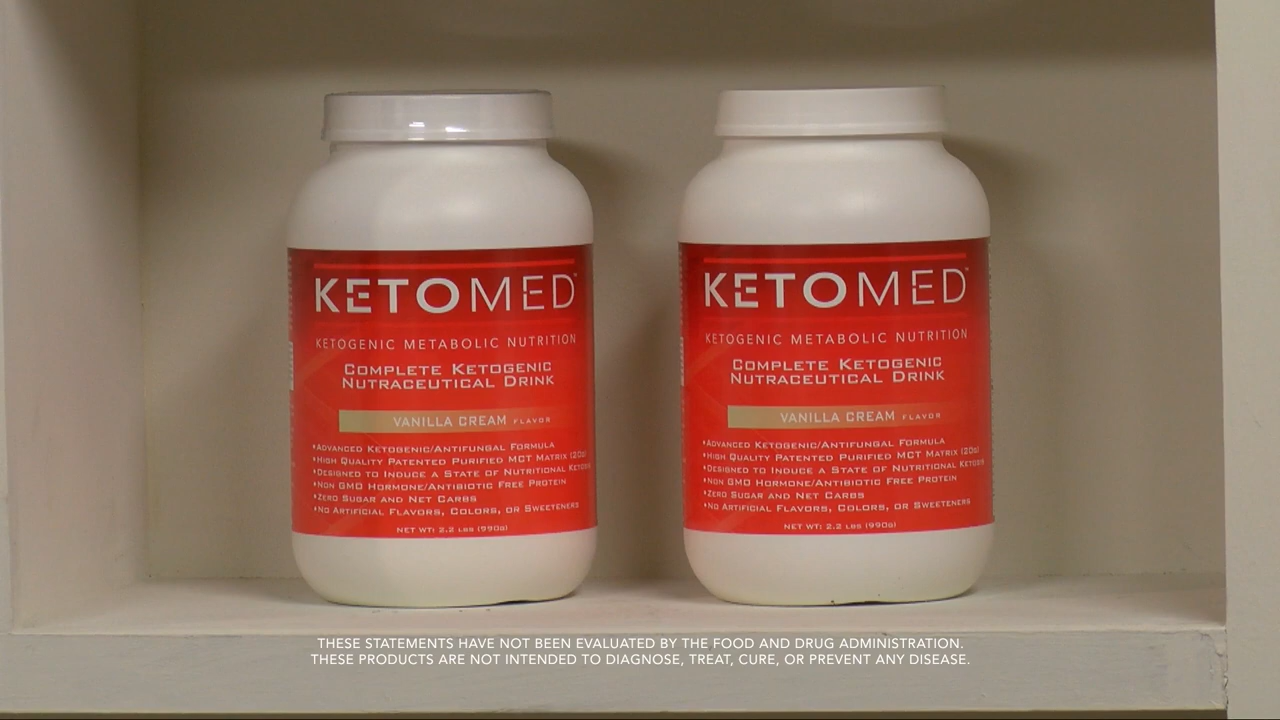 KETOMED™
KETOGENIC METABOLIC NUTRITION
COMPLETE KETOGENIC
NUTRACEUTICAL DRINK
VANILLA CREAM FLAVOR
•ADVANCED KETOGENIC/ANTIFUNGAL FORMULA
•HIGH QUALITY PATENTED PURIFIED MCT MATRIX (20g)
•DESIGNED TO INDUCE A STATE OF NUTRITIONAL KETOSIS
•NON GMO HORMONE/ANTIBIOTIC FREE PROTEIN
•ZERO SUGAR AND NET CARBS
•NO ARTIFICIAL FLAVORS, COLORS, OR SWEETENERS
NET WT: 2.2 LBS (990g)
KETOMED™
KETOGENIC METABOLIC NUTRITION
COMPLETE KETOGENIC
NUTRACEUTICAL DRINK
VANILLA CREAM FLAVOR
•ADVANCED KETOGENIC/ANTIFUNGAL FORMULA
•HIGH QUALITY PATENTED PURIFIED MCT MATRIX (20g)
•DESIGNED TO INDUCE A STATE OF NUTRITIONAL KETOSIS
•NON GMO HORMONE/ANTIBIOTIC FREE PROTEIN
•ZERO SUGAR AND NET CARBS
•NO ARTIFICIAL FLAVORS, COLORS, OR SWEETENERS
NET WT: 2.2 LBS (990g)
THESE STATEMENTS HAVE NOT BEEN EVALUATED BY THE FOOD AND DRUG ADMINISTRATION.
THESE PRODUCTS ARE NOT INTENDED TO DIAGNOSE, TREAT, CURE, OR PREVENT ANY DISEASE.